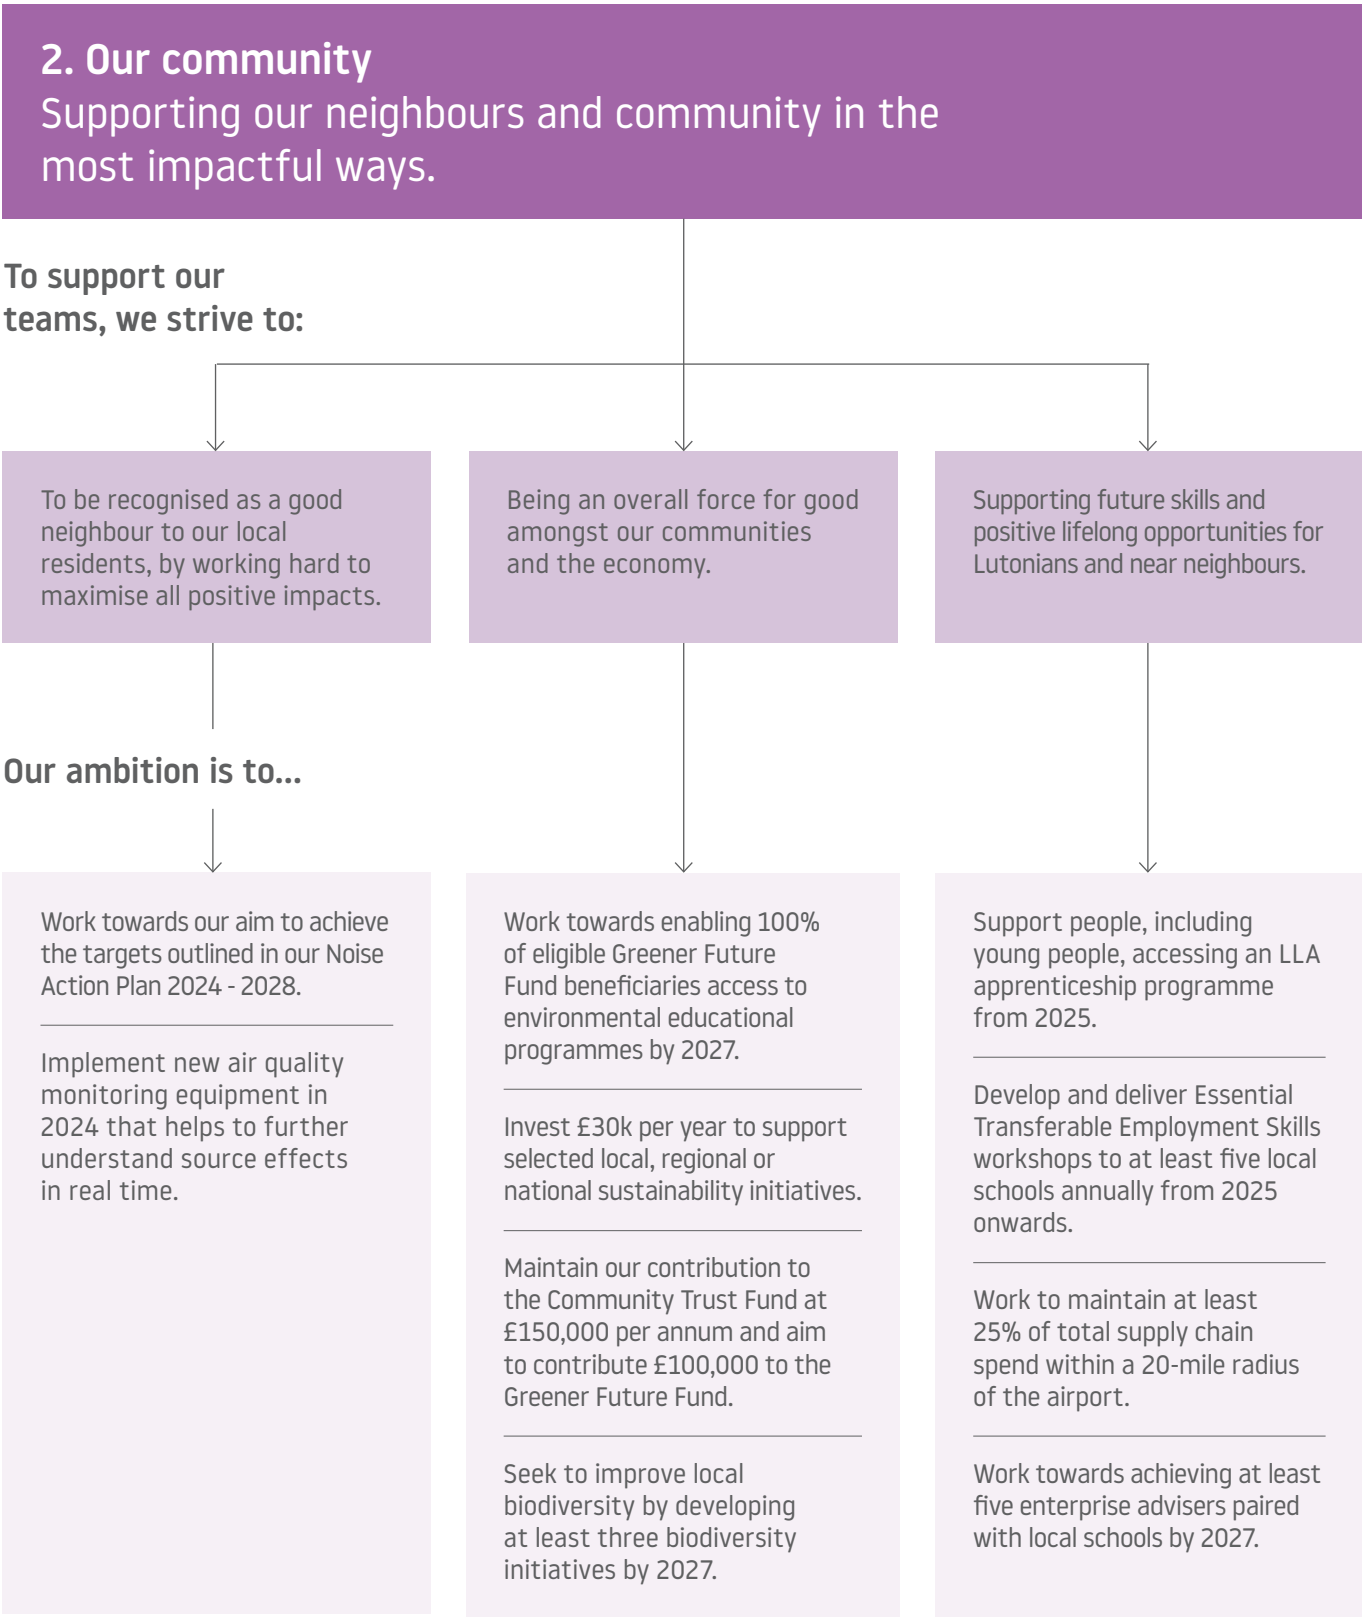 2. Our community
Supporting our neighbours and community in the
most impactful ways.
To support our
teams, we strive to:
To be recognised as a good
neighbour to our local
residents, by working hard to
maximise all positive impacts.
Being an overall force for good
amongst our communities
and the economy.
Supporting future skills and
positive lifelong opportunities for
Lutonians and near neighbours.
Our ambition is to...
Work towards our aim to achieve
the targets outlined in our Noise
Action Plan 2024 - 2028.
Implement new air quality
monitoring equipment in
2024 that helps to further
understand source effects
in real time.
Work towards enabling 100%
of eligible Greener Future
Fund beneficiaries access to
environmental educational
programmes by 2027.
Invest £30k per year to support
selected local, regional or
national sustainability initiatives.
Maintain our contribution to
the Community Trust Fund at
£150,000 per annum and aim
to contribute £100,000 to the
Greener Future Fund.
Seek to improve local
biodiversity by developing
at least three biodiversity
initiatives by 2027.
Support people, including
young people, accessing an LLA
apprenticeship programme
from 2025.
Develop and deliver Essential
Transferable Employment Skills
workshops to at least five local
schools annually from 2025
onwards.
Work to maintain at least
25% of total supply chain
spend within a 20-mile radius
of the airport.
Work towards achieving at least
five enterprise advisers paired
with local schools by 2027.